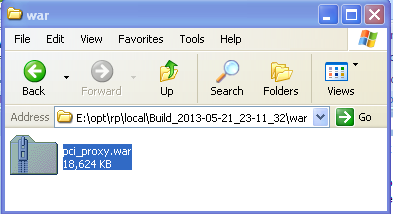 war
File Edit View Favorites Tools Help
Back Forward Up Search Folders Views
Address E:\opt\rp\local\Build_2013-05-21_23-11_32\war Go
pci_proxy.war
18,624 KB